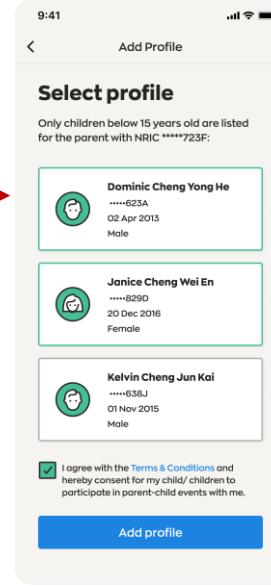 9:41
Add Profile
Select profile
Only children below 15 years old are listed
for the parent with NRIC *****723F:
Dominic Cheng Yong He
·····623A
02 Apr 2013
Male
Janice Cheng Wei En
·····829D
20 Dec 2016
Female
Kelvin Cheng Jun Kai
·····638J
01 Nov 2015
Male
I agree with the Terms & Conditions and
hereby consent for my child/ children to
participate in parent-child events with me.
Add profile